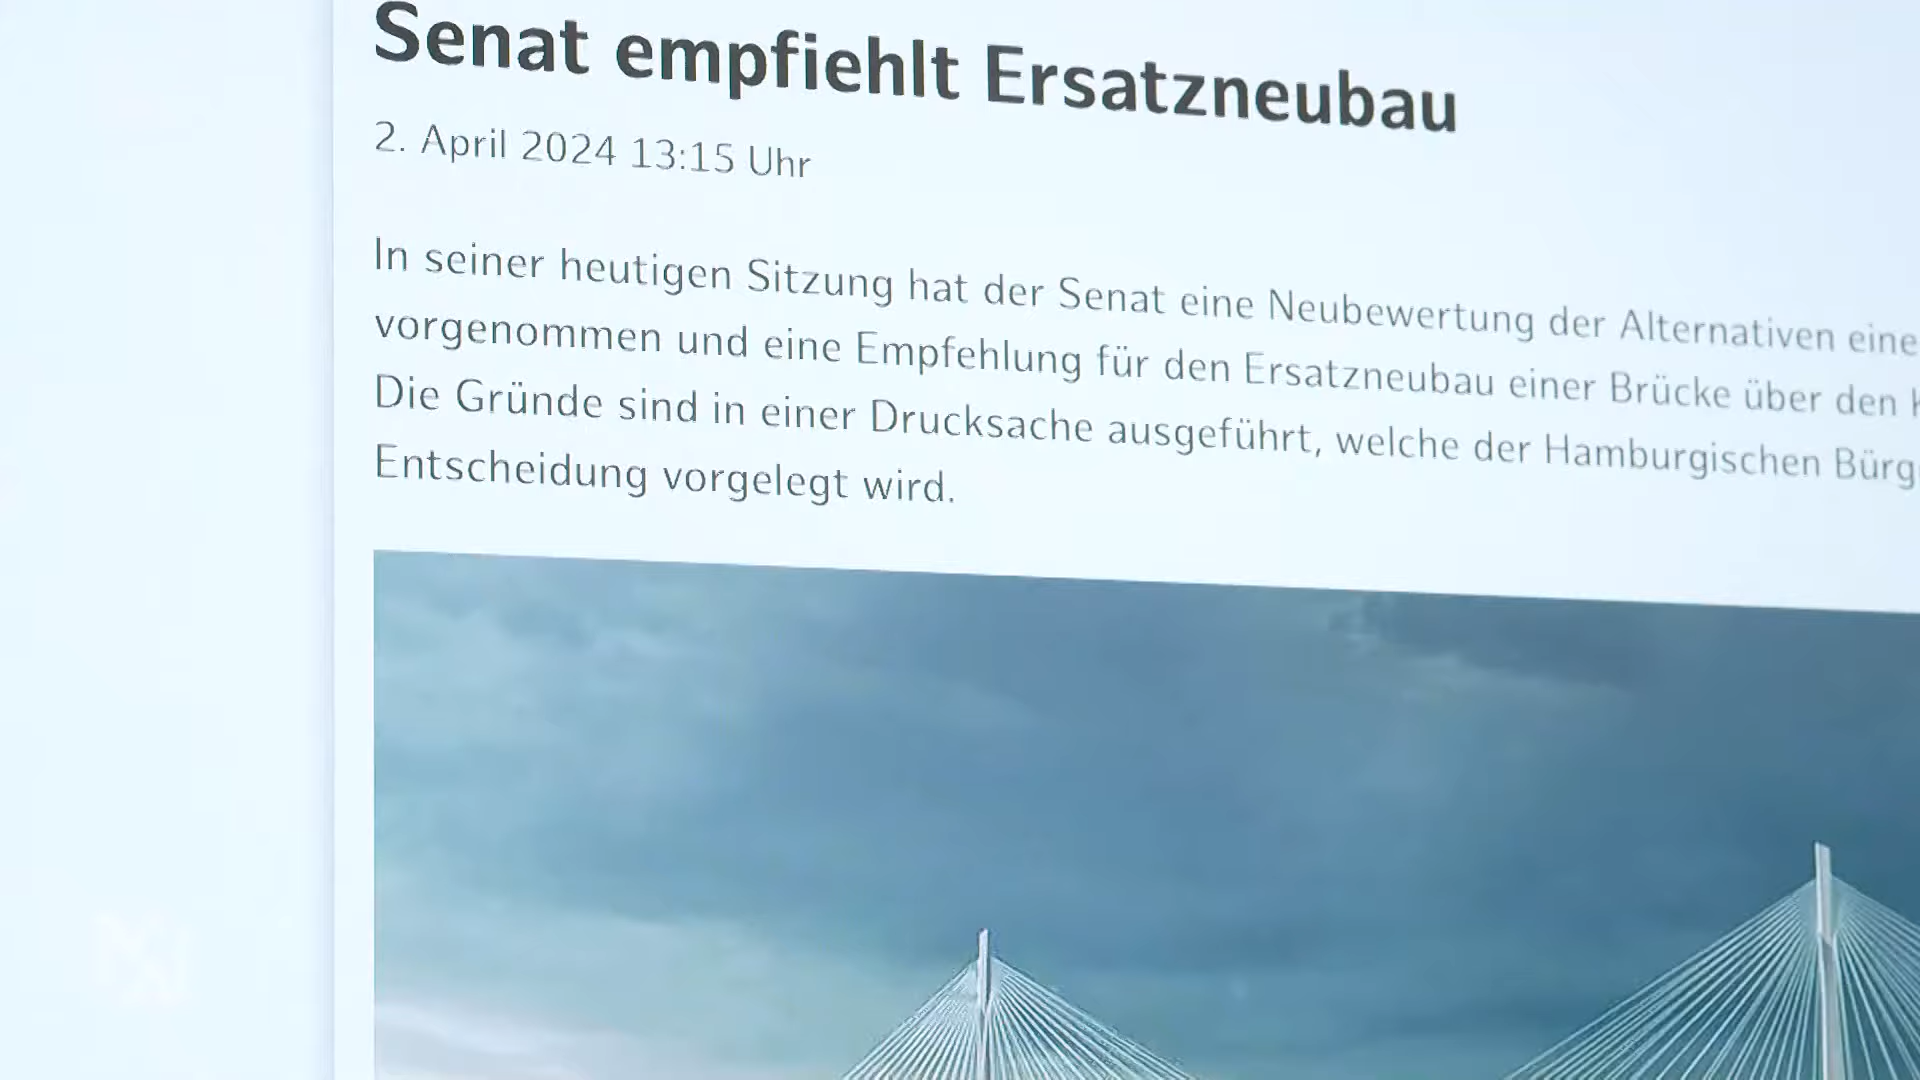 Senat empfiehlt Ersatzneubau
2. April 2024 13:15 Uhr
In seiner heutigen Sitzung hat der Senat eine Neubewertung der Alternativen eine
vorgenommen und eine Empfehlung für den Ersatzneubau einer Brücke über den
Die Gründe sind in einer Drucksache ausgeführt, welche der Hamburgischen
Entscheidung vorgelegt wird.